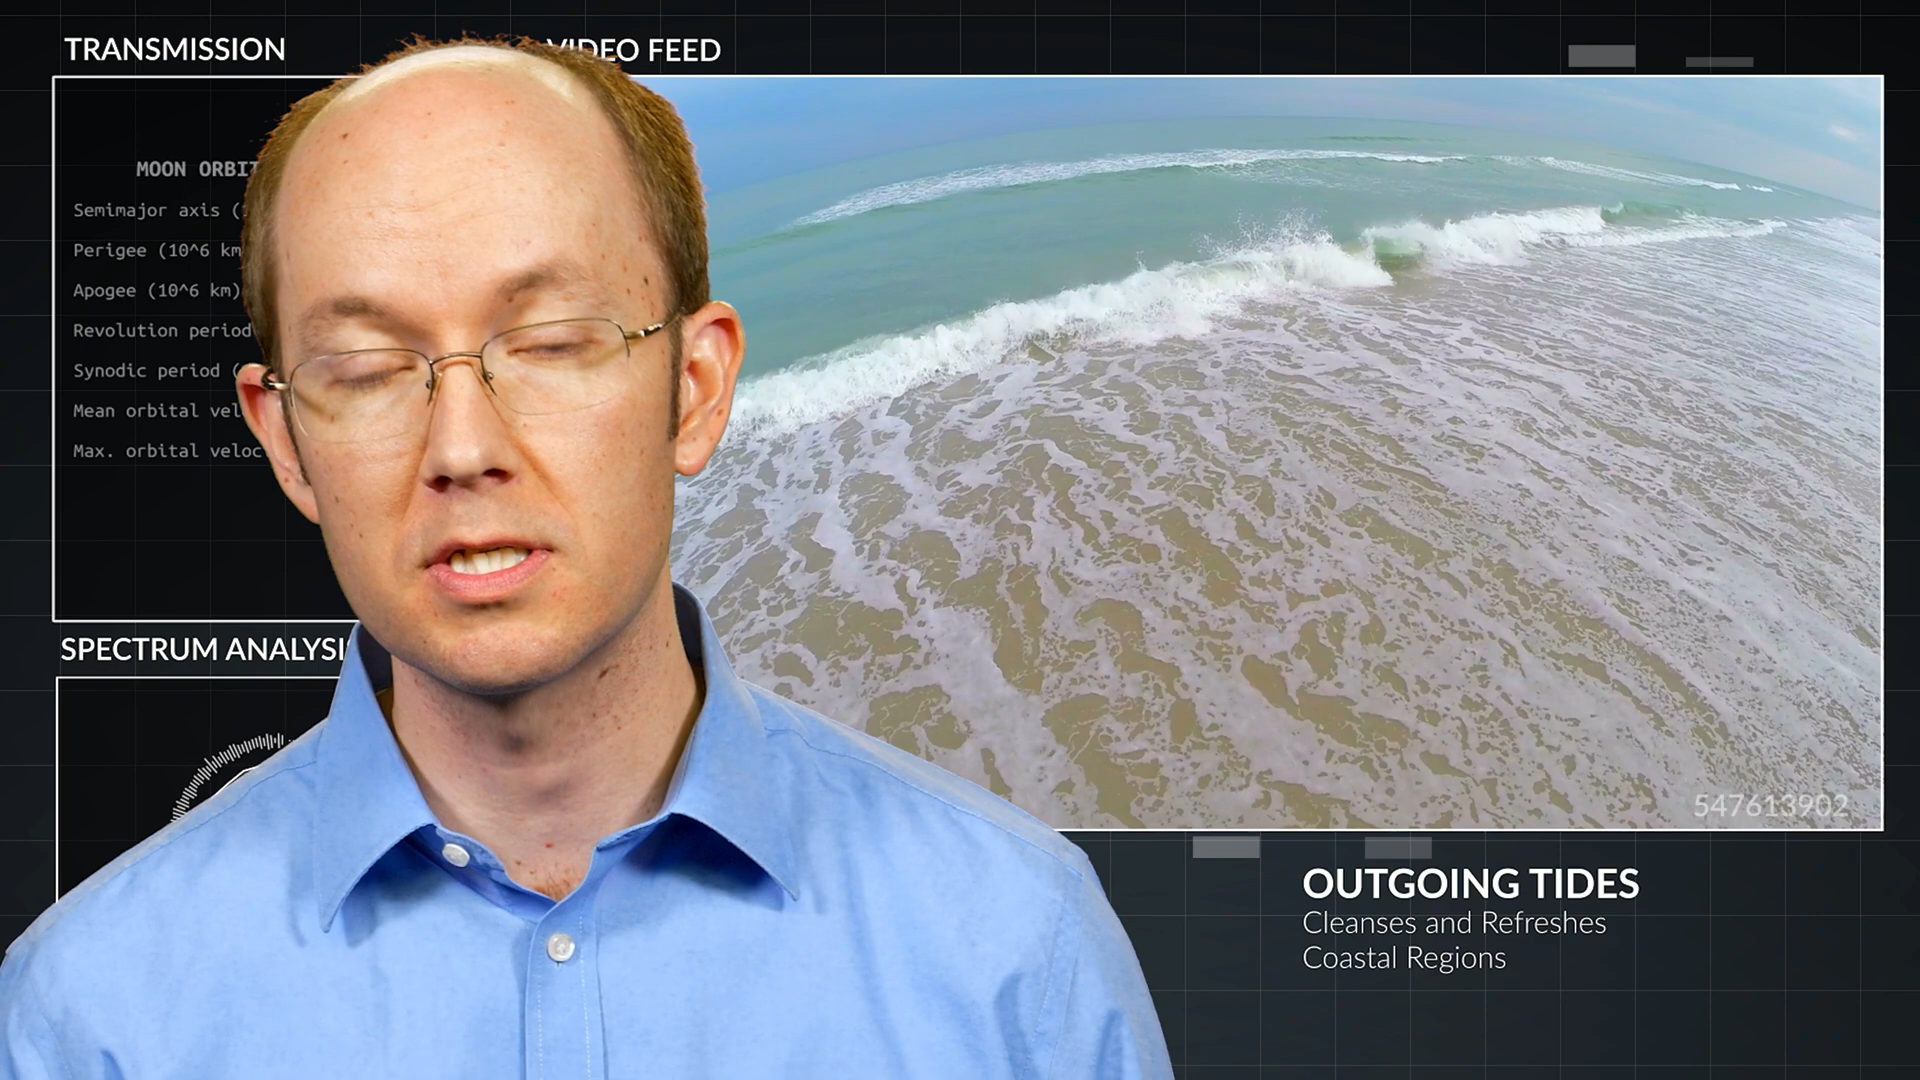 TRANSMISSION
VIDEO FEED
MOON ORBIT
Semimajor axis (
Perigee (10^6 km
Apogee (10^6 km)
Revolution period
Synodic period (
Mean orbital vel
Max. orbital veloc
SPECTRUM ANALYSI
547613902
OUTGOING TIDES
Cleanses and Refreshes
Coastal Regions